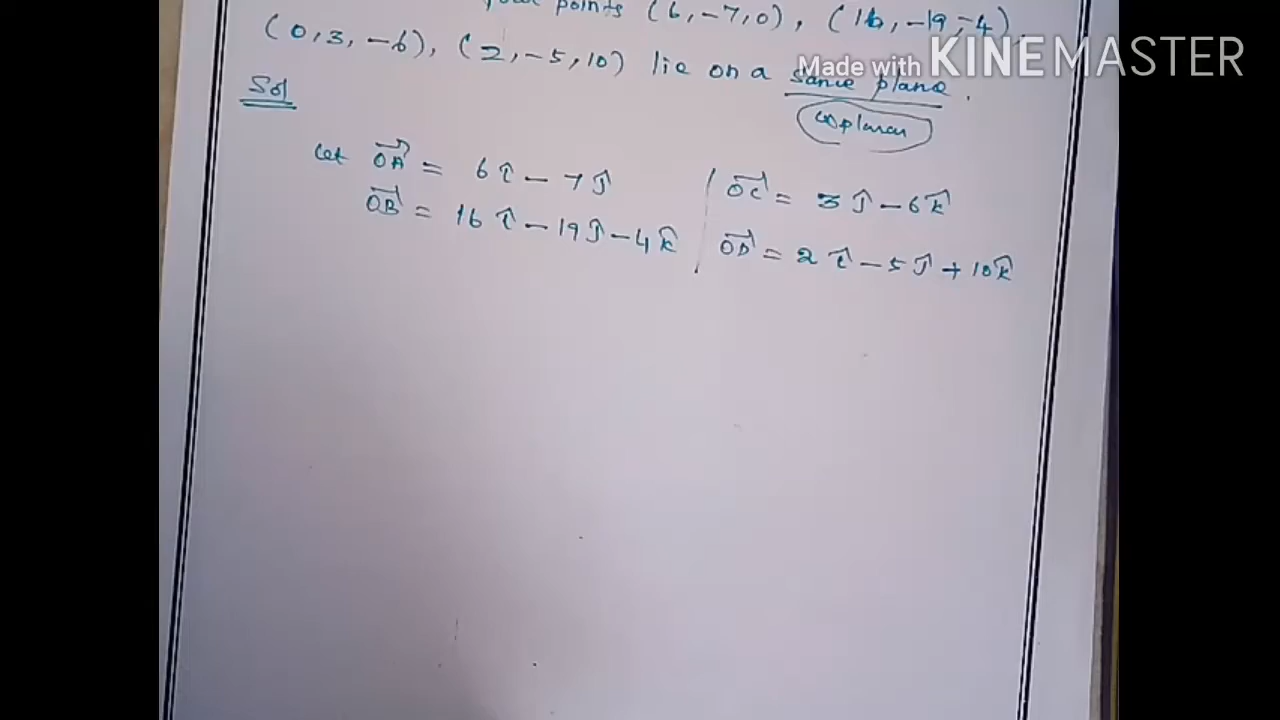 four points (6, -7, 0), (16, -19, -4),
(0, 3, -6), (2, -5, 10) lie on a same plane.
Made with KINEMASTER
coplanar
Sol
Let OA⃗ = 6î - 7ĵ
OB⃗ = 16î - 19ĵ - 4k̂
OC⃗ = 3ĵ - 6k̂
OD⃗ = 2î - 5ĵ + 10k̂